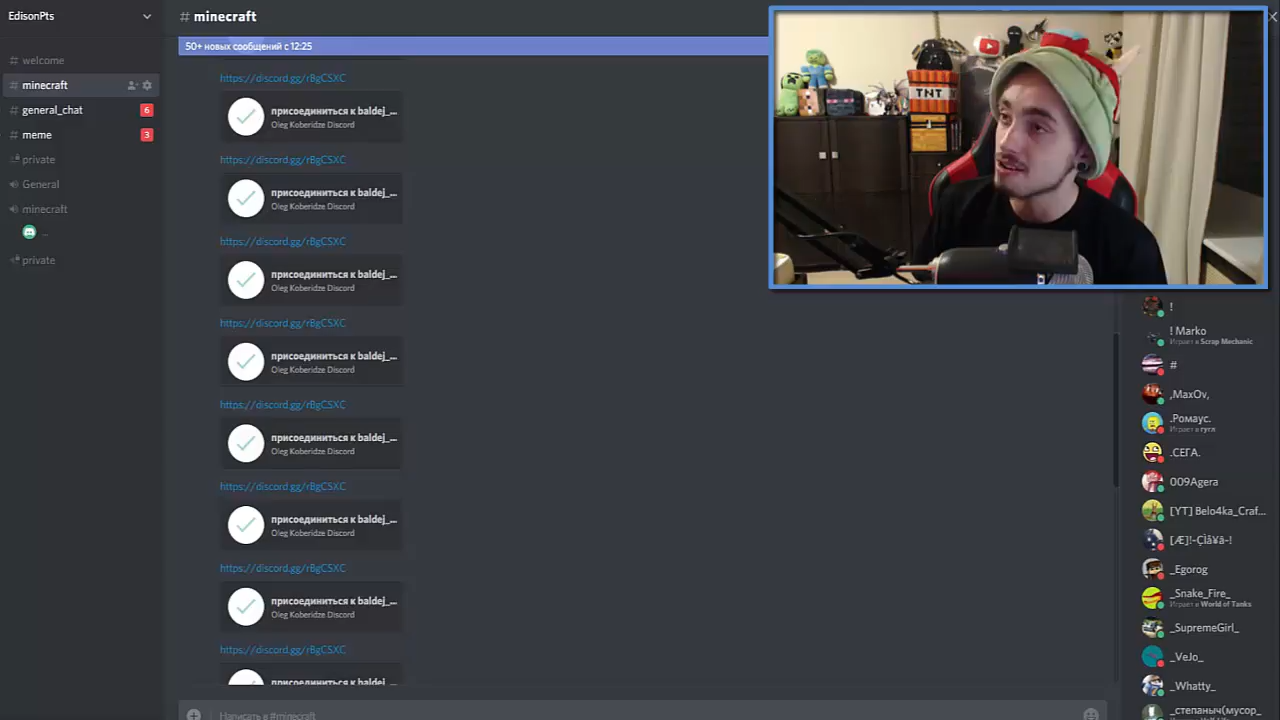 EdisonPts
# minecraft
50+ новых сообщений с 12:25
# welcome
# minecraft
# general_chat 6
# meme 3
private
General
minecraft
..
private
https://discord.gg/rBgCSXC
присоединиться к baldej_...
Oleg Koberidze Discord
https://discord.gg/rBgCSXC
присоединиться к baldej_...
Oleg Koberidze Discord
https://discord.gg/rBgCSXC
присоединиться к baldej_...
Oleg Koberidze Discord
https://discord.gg/rBgCSXC
присоединиться к baldej_...
Oleg Koberidze Discord
https://discord.gg/rBgCSXC
присоединиться к baldej_...
Oleg Koberidze Discord
https://discord.gg/rBgCSXC
присоединиться к baldej_...
Oleg Koberidze Discord
https://discord.gg/rBgCSXC
присоединиться к baldej_...
Oleg Koberidze Discord
https://discord.gg/rBgCSXC
присоединиться к baldej_...
Написать в #minecraft
TNT
!
! Marko
Играет в Scrap Mechanic
#
,MaxOv,
.Ромаус.
Играет в гугл
.СЕГА.
009Agera
[YT] Belo4ka_Craf...
_Egorog
_Snake_Fire_
Играет в World of Tanks
_SupremeGirl_
_VeJo_
_Whatty_
_степаныч(мусор_